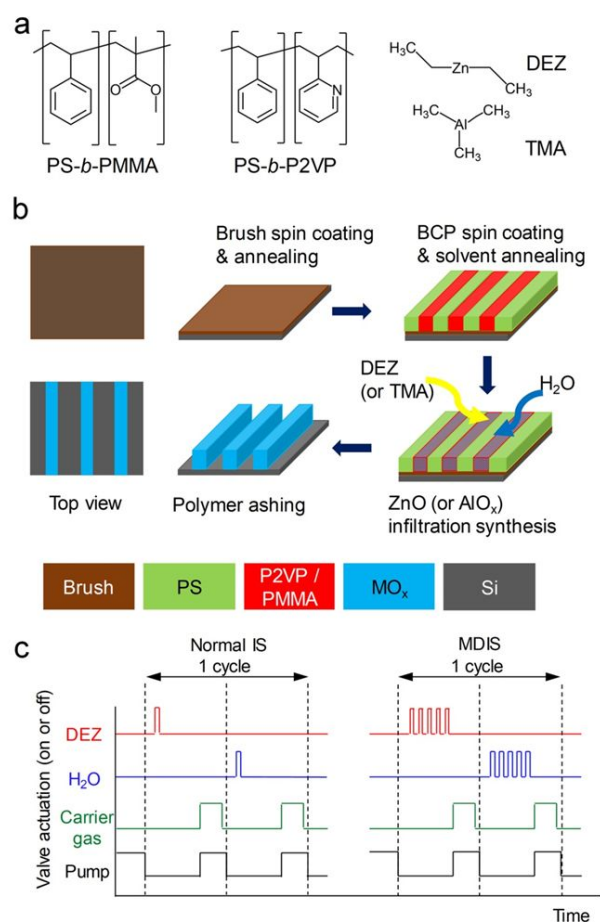 a
H₃C
Zn
CH₃
DEZ
O
O
N
H₃C
CH₃
Al
CH₃
TMA
PS-b-PMMA
PS-b-P2VP
b
Brush spin coating
& annealing
BCP spin coating
& solvent annealing
DEZ
(or TMA)
H₂O
Top view
Polymer ashing
ZnO (or AlOₓ)
infiltration synthesis
Brush
PS
P2VP /
PMMA
MOₓ
Si
c
Normal IS
1 cycle
MDIS
1 cycle
Valve actuation (on or off)
DEZ
H₂O
Carrier
gas
Pump
Time